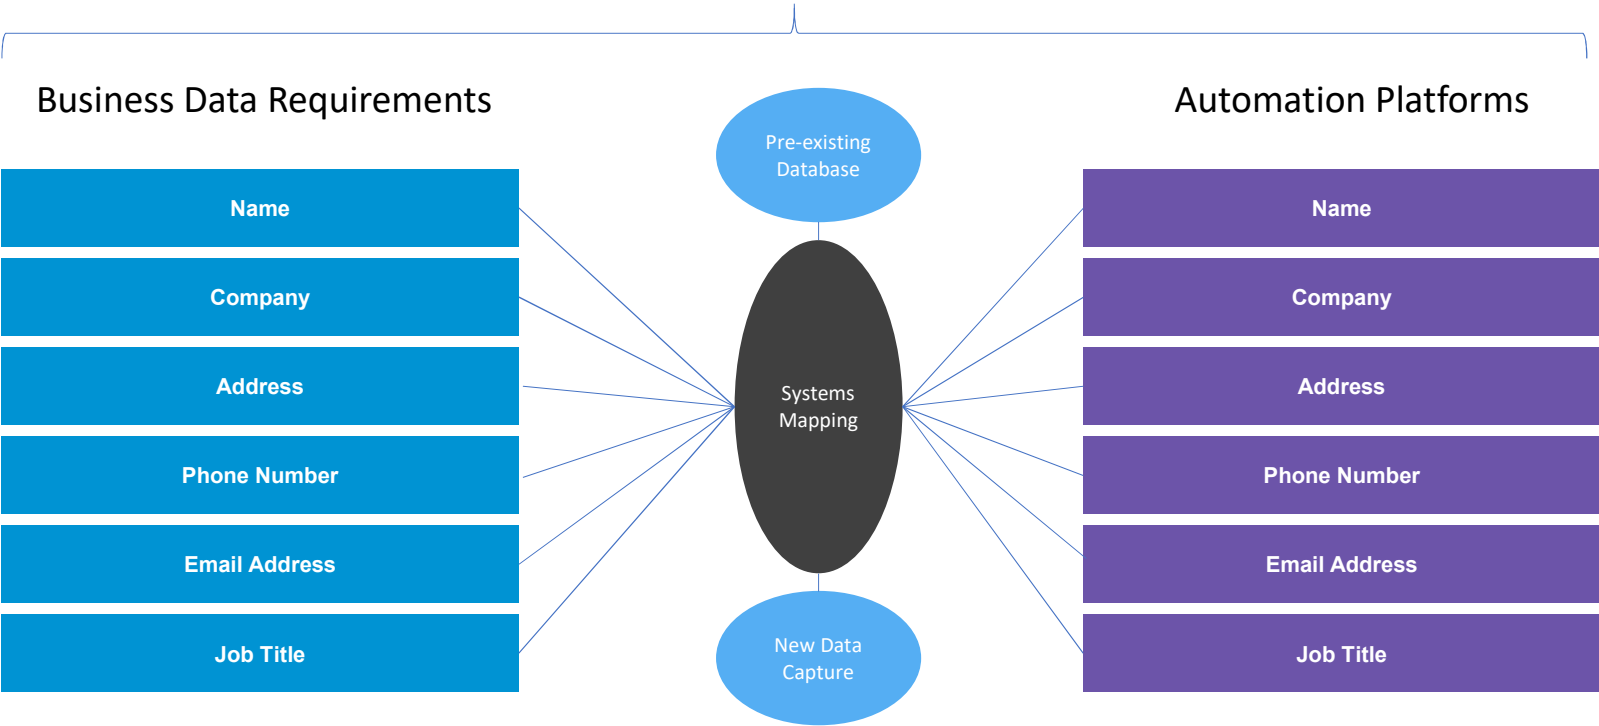 Business Data Requirements
Name
Company
Address
Phone Number
Email Address
Job Title
Pre-existing
Database
Systems
Mapping
New Data
Capture
Automation Platforms
Name
Company
Address
Phone Number
Email Address
Job Title